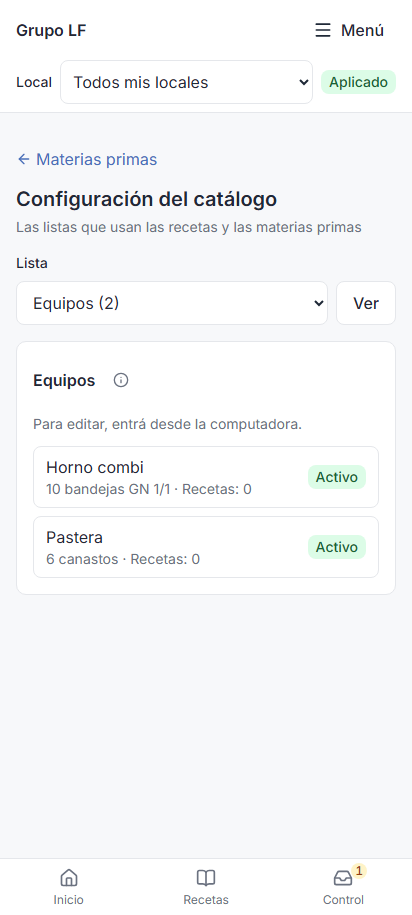 Grupo LF
Menú
Local
Todos mis locales
Aplicado
← Materias primas
Configuración del catálogo
Las listas que usan las recetas y las materias primas
Lista
Equipos (2)
Ver
Equipos
Para editar, entrá desde la computadora.
Horno combi
10 bandejas GN 1/1 · Recetas: 0
Activo
Pastera
6 canastos · Recetas: 0
Activo
1
Inicio
Recetas
Control